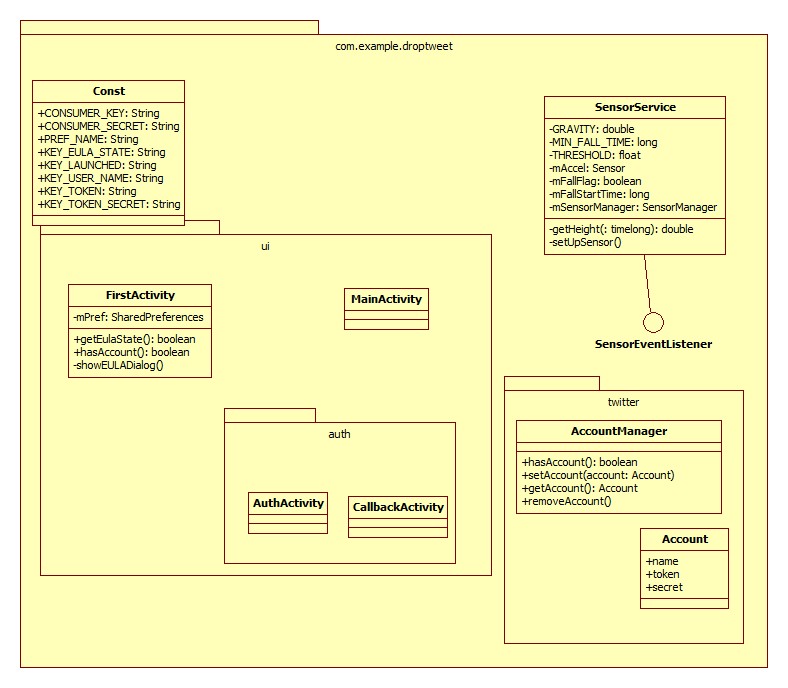 com.example.droptweet
Const
+CONSUMER_KEY: String
+CONSUMER_SECRET: String
+PREF_NAME: String
+KEY_EULA_STATE: String
+KEY_LAUNCHED: String
+KEY_USER_NAME: String
+KEY_TOKEN: String
+KEY_TOKEN_SECRET: String
SensorService
-GRAVITY: double
-MIN_FALL_TIME: long
-THRESHOLD: float
-mAccel: Sensor
-mFallFlag: boolean
-mFallStartTime: long
-mSensorManager: SensorManager
-getHeight(: timelong): double
-setUpSensor()
SensorEventListener
ui
FirstActivity
-mPref: SharedPreferences
+getEulaState(): boolean
+hasAccount(): boolean
-showEULADialog()
MainActivity
auth
AuthActivity
CallbackActivity
twitter
AccountManager
+hasAccount(): boolean
+setAccount(account: Account)
+getAccount(): Account
+removeAccount()
Account
+name
+token
+secret